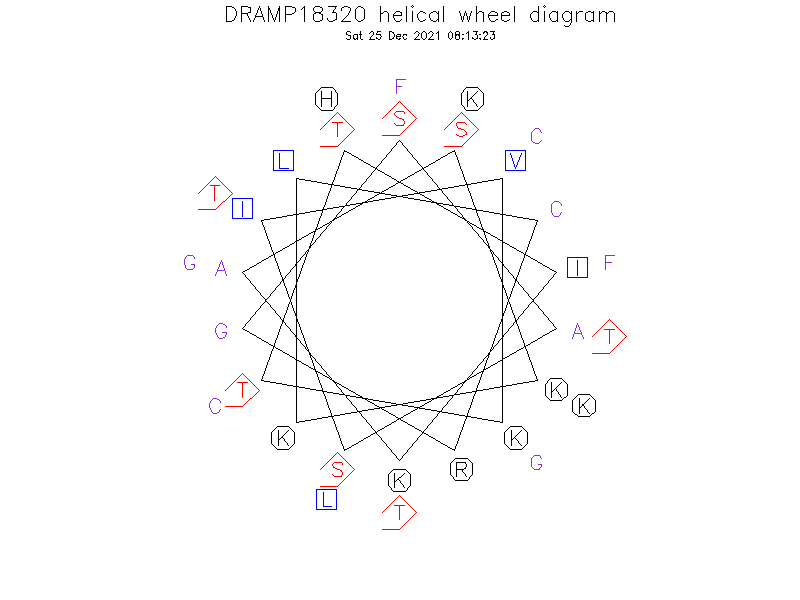 DRAMP18320 helical wheel diagram
Sat 25 Dec 2021 08:13:23
F
H K
T S S
C
L V
T
I C
G A I F
G A T
T K
C K
K K
G
S R
K
L
T